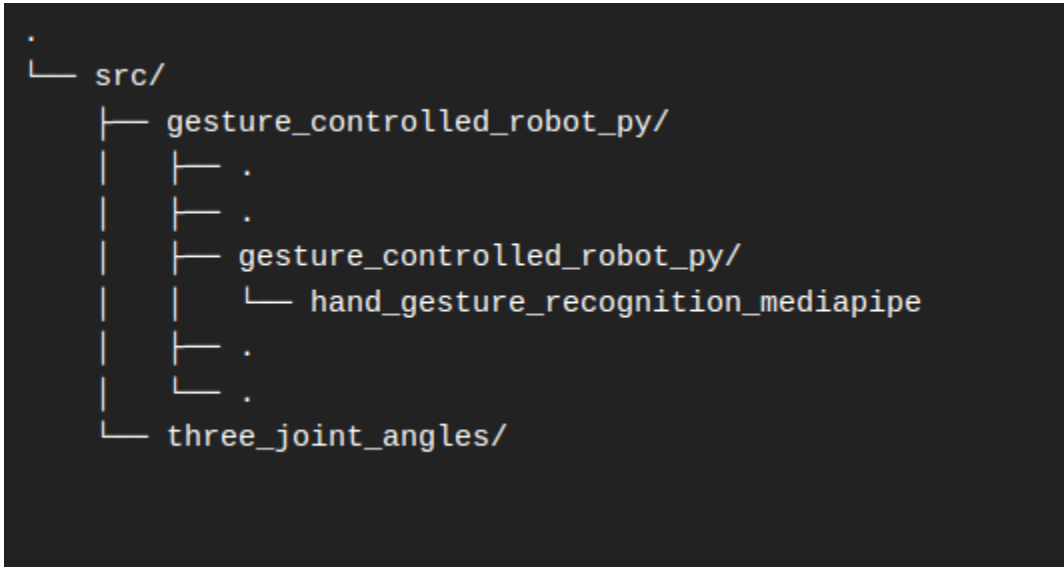 .
└── src/
    ├── gesture_controlled_robot_py/
    │   ├── .
    │   ├── .
    │   ├── gesture_controlled_robot_py/
    │   │   └── hand_gesture_recognition_mediapipe
    │   ├── .
    │   └── .
    └── three_joint_angles/